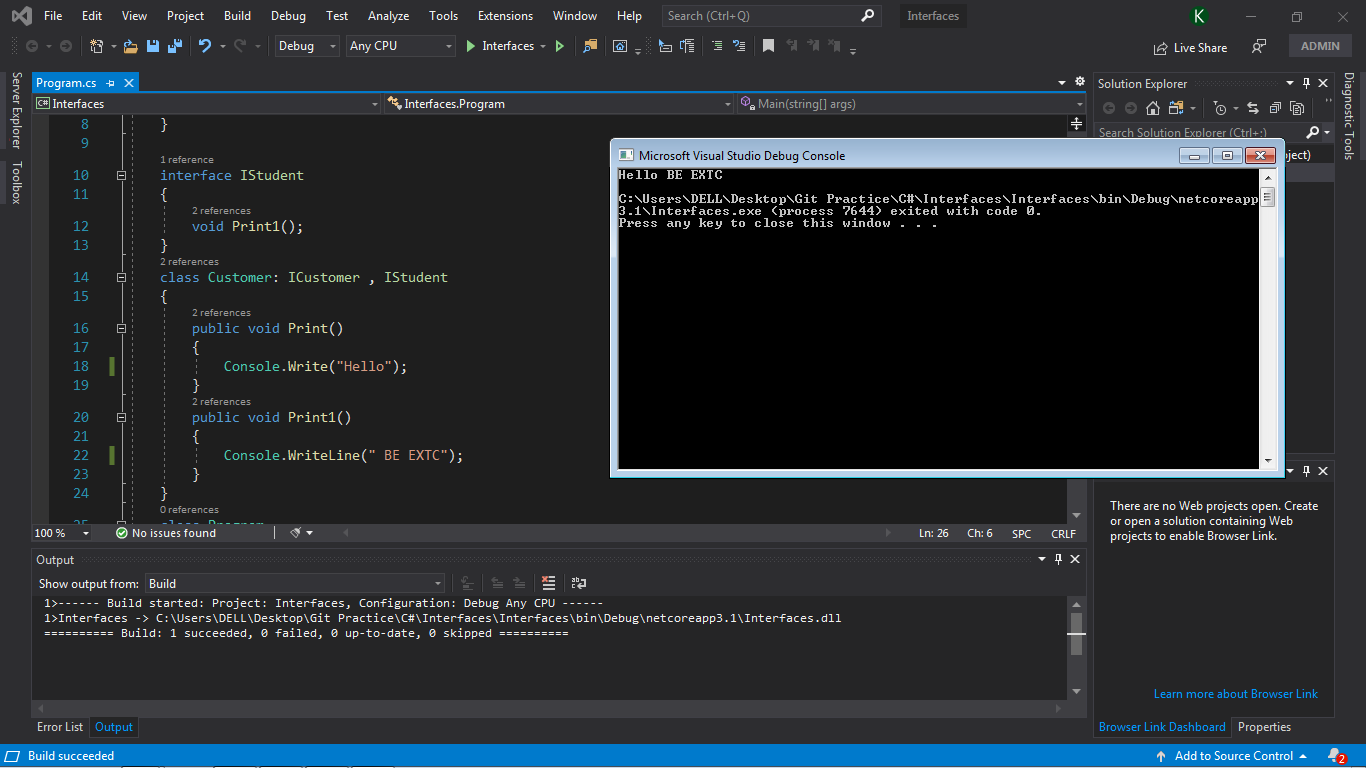 File Edit View Project Build Debug Test Analyze Tools Extensions Window Help Search (Ctrl+Q) Interfaces K
Debug Any CPU Interfaces Live Share ADMIN
Server Explorer
Toolbox
Program.cs
Interfaces Interfaces.Program Main(string[] args)
8 }
9
1 reference
10 interface IStudent
11 {
2 references
12 void Print1();
13 }
2 references
14 class Customer: ICustomer , IStudent
15 {
2 references
16 public void Print()
17 {
18 Console.Write("Hello");
19 }
2 references
20 public void Print1()
21 {
22 Console.WriteLine(" BE EXTC");
23 }
24 }
0 references
25 class Program
100 % No issues found Ln: 26 Ch: 6 SPC CRLF
Microsoft Visual Studio Debug Console
Hello BE EXTC
C:\Users\DELL\Desktop\Git Practice\C#\Interfaces\Interfaces\bin\Debug\netcoreapp
3.1\Interfaces.exe (process 7644) exited with code 0.
Press any key to close this window . . .
Solution Explorer
Search Solution Explorer (Ctrl+;)
ject)
Diagnostic Tools
There are no Web projects open. Create
or open a solution containing Web
projects to enable Browser Link.
Learn more about Browser Link
Browser Link Dashboard Properties
Output
Show output from: Build
1>------ Build started: Project: Interfaces, Configuration: Debug Any CPU ------
1>Interfaces -> C:\Users\DELL\Desktop\Git Practice\C#\Interfaces\Interfaces\bin\Debug\netcoreapp3.1\Interfaces.dll
========== Build: 1 succeeded, 0 failed, 0 up-to-date, 0 skipped ==========
Error List Output
Build succeeded Add to Source Control 2